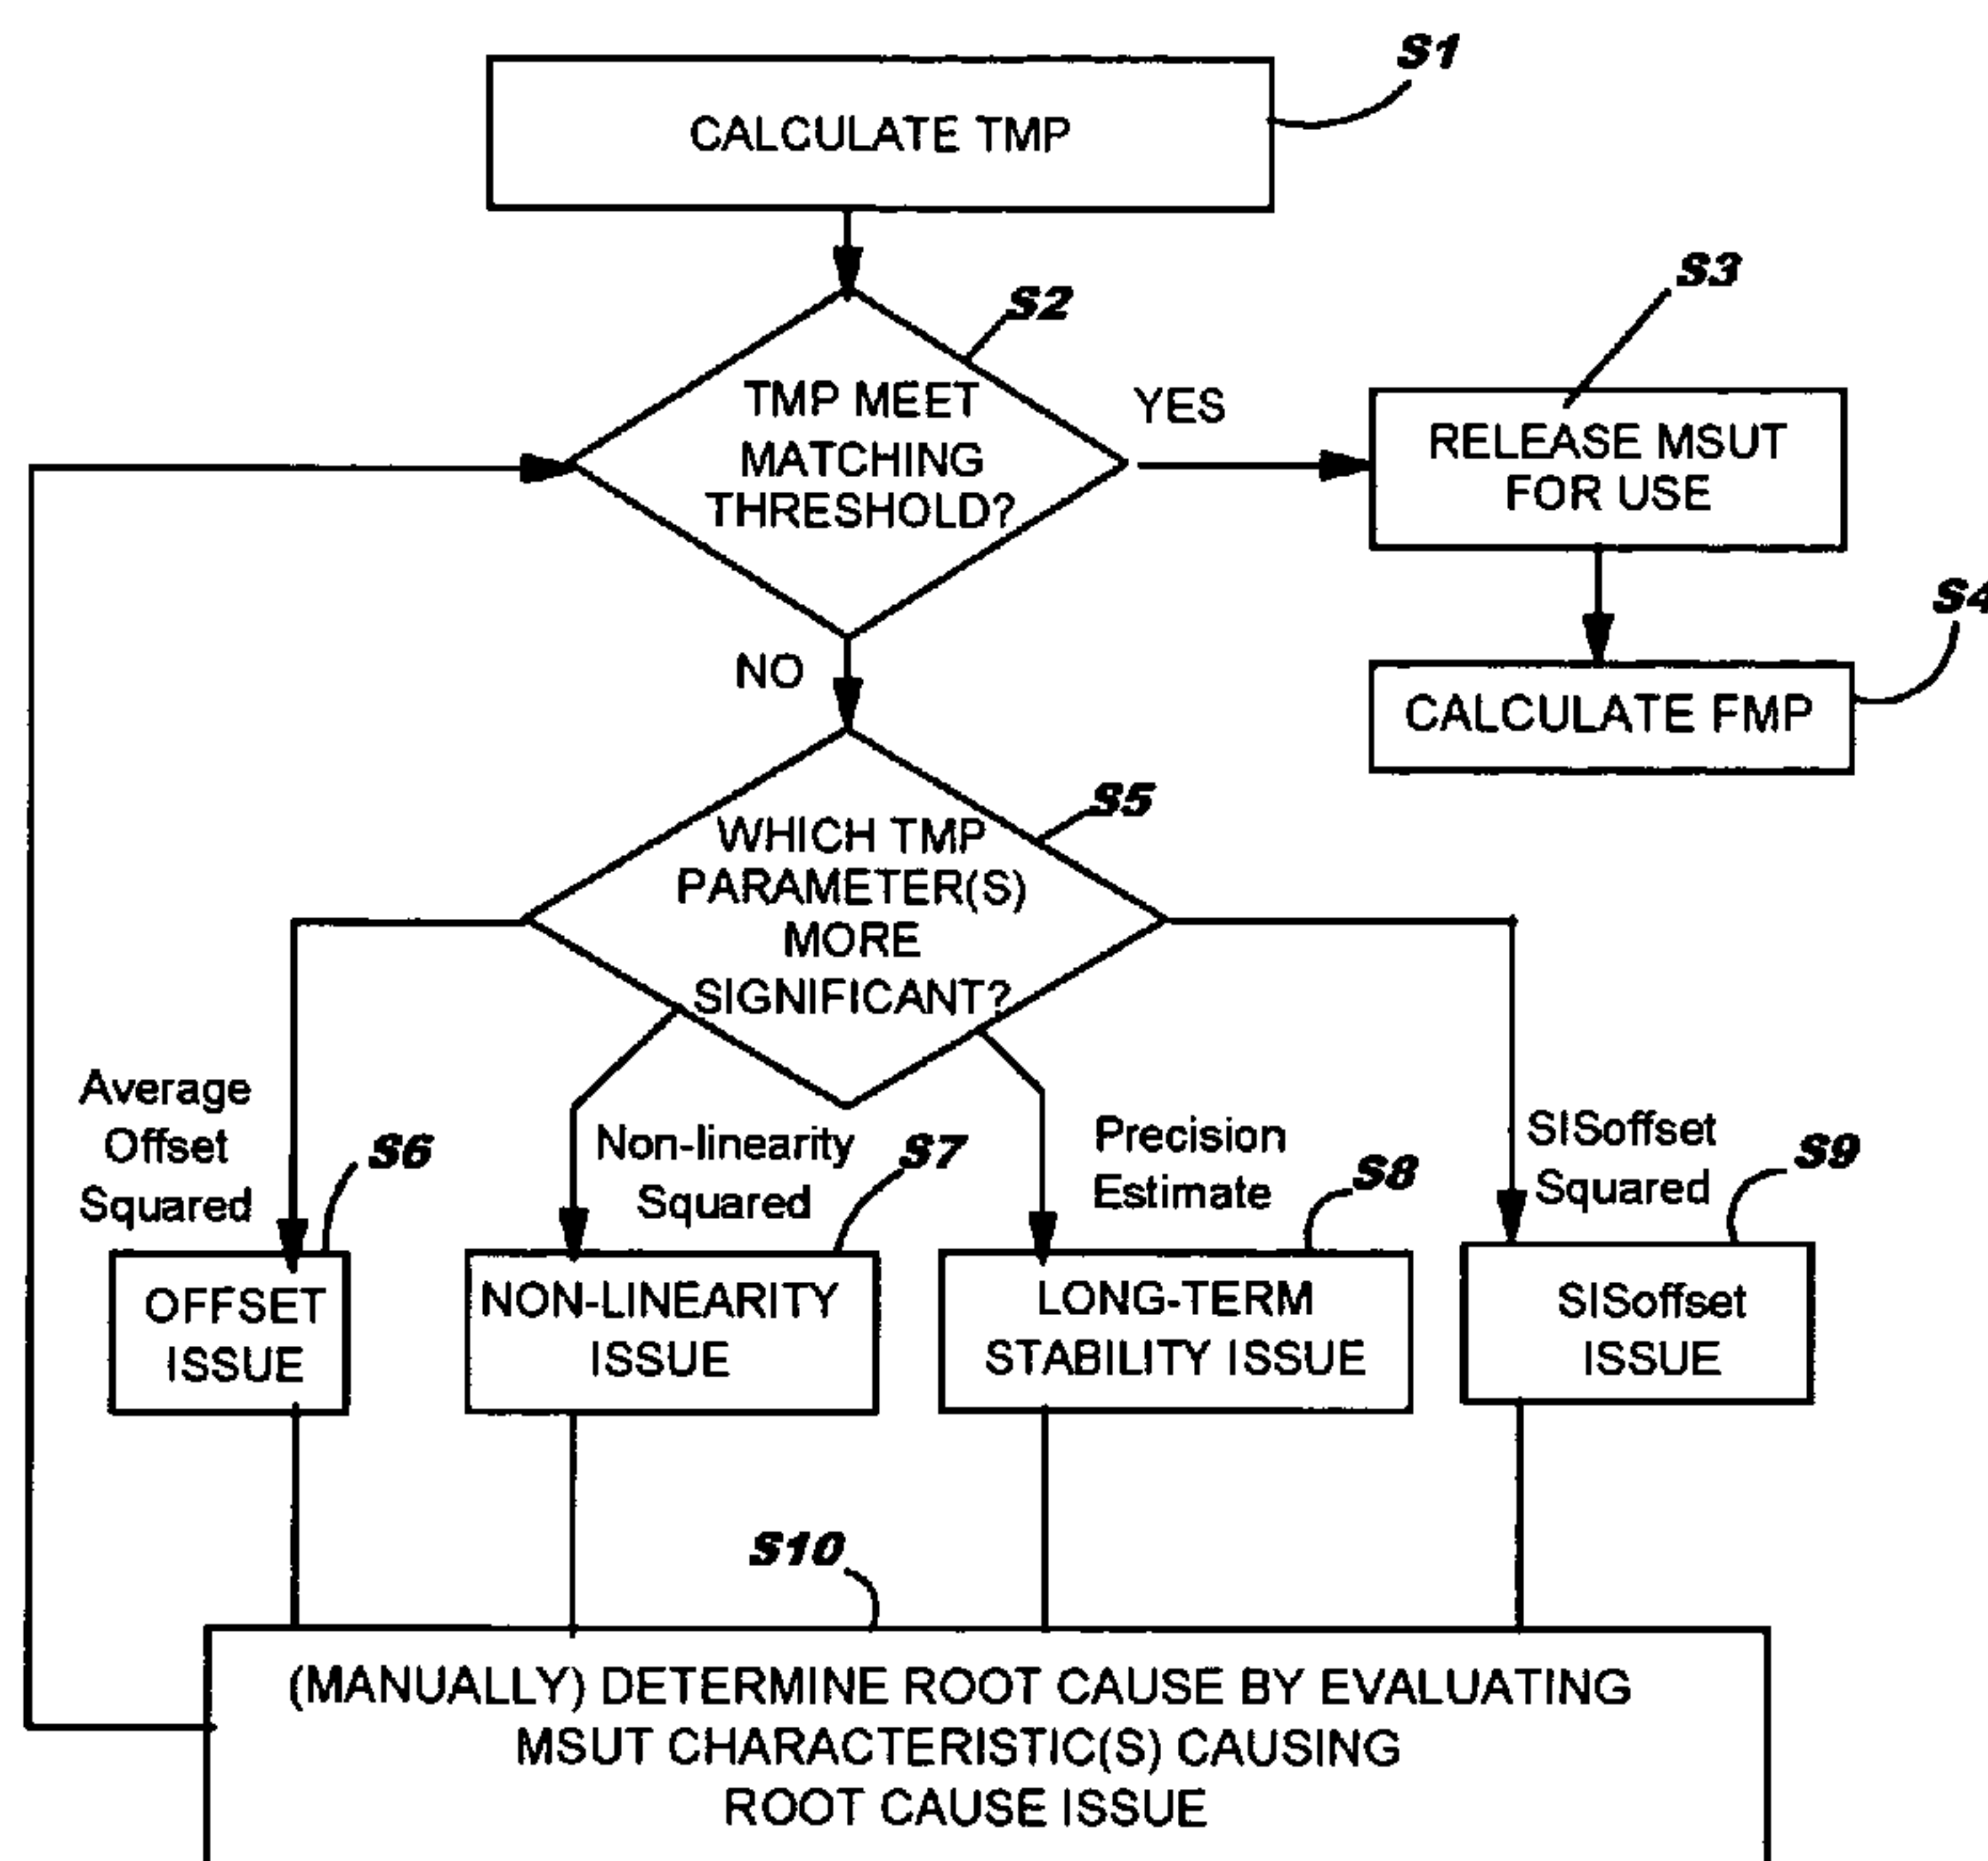 S1
CALCULATE TMP
S2
TMP MEET
MATCHING
THRESHOLD?
YES
S3
RELEASE MSUT
FOR USE
NO
S4
CALCULATE FMP
S5
WHICH TMP
PARAMETER(S)
MORE
SIGNIFICANT?
Average
Offset
Squared
S6
Non-linearity
Squared
S7
Precision
Estimate
S8
SISoffset
Squared
S9
OFFSET
ISSUE
NON-LINEARITY
ISSUE
LONG-TERM
STABILITY ISSUE
SISoffset
ISSUE
S10
(MANUALLY) DETERMINE ROOT CAUSE BY EVALUATING
MSUT CHARACTERISTIC(S) CAUSING
ROOT CAUSE ISSUE